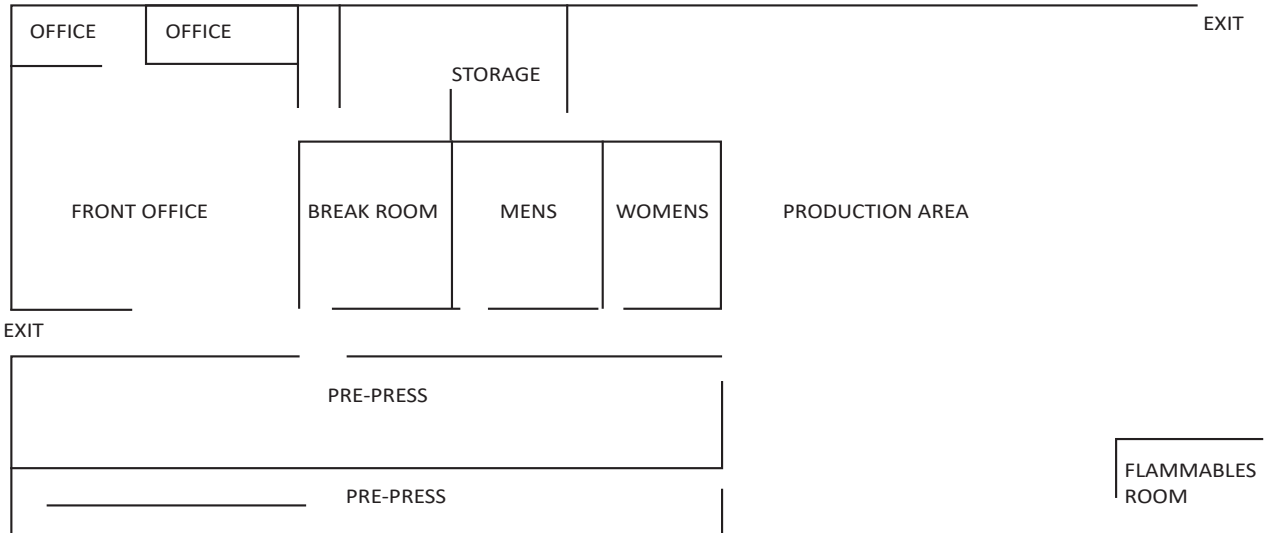 OFFICE
OFFICE
EXIT
STORAGE
FRONT OFFICE
BREAK ROOM
MENS
WOMENS
PRODUCTION AREA
EXIT
PRE-PRESS
FLAMMABLES
ROOM
PRE-PRESS